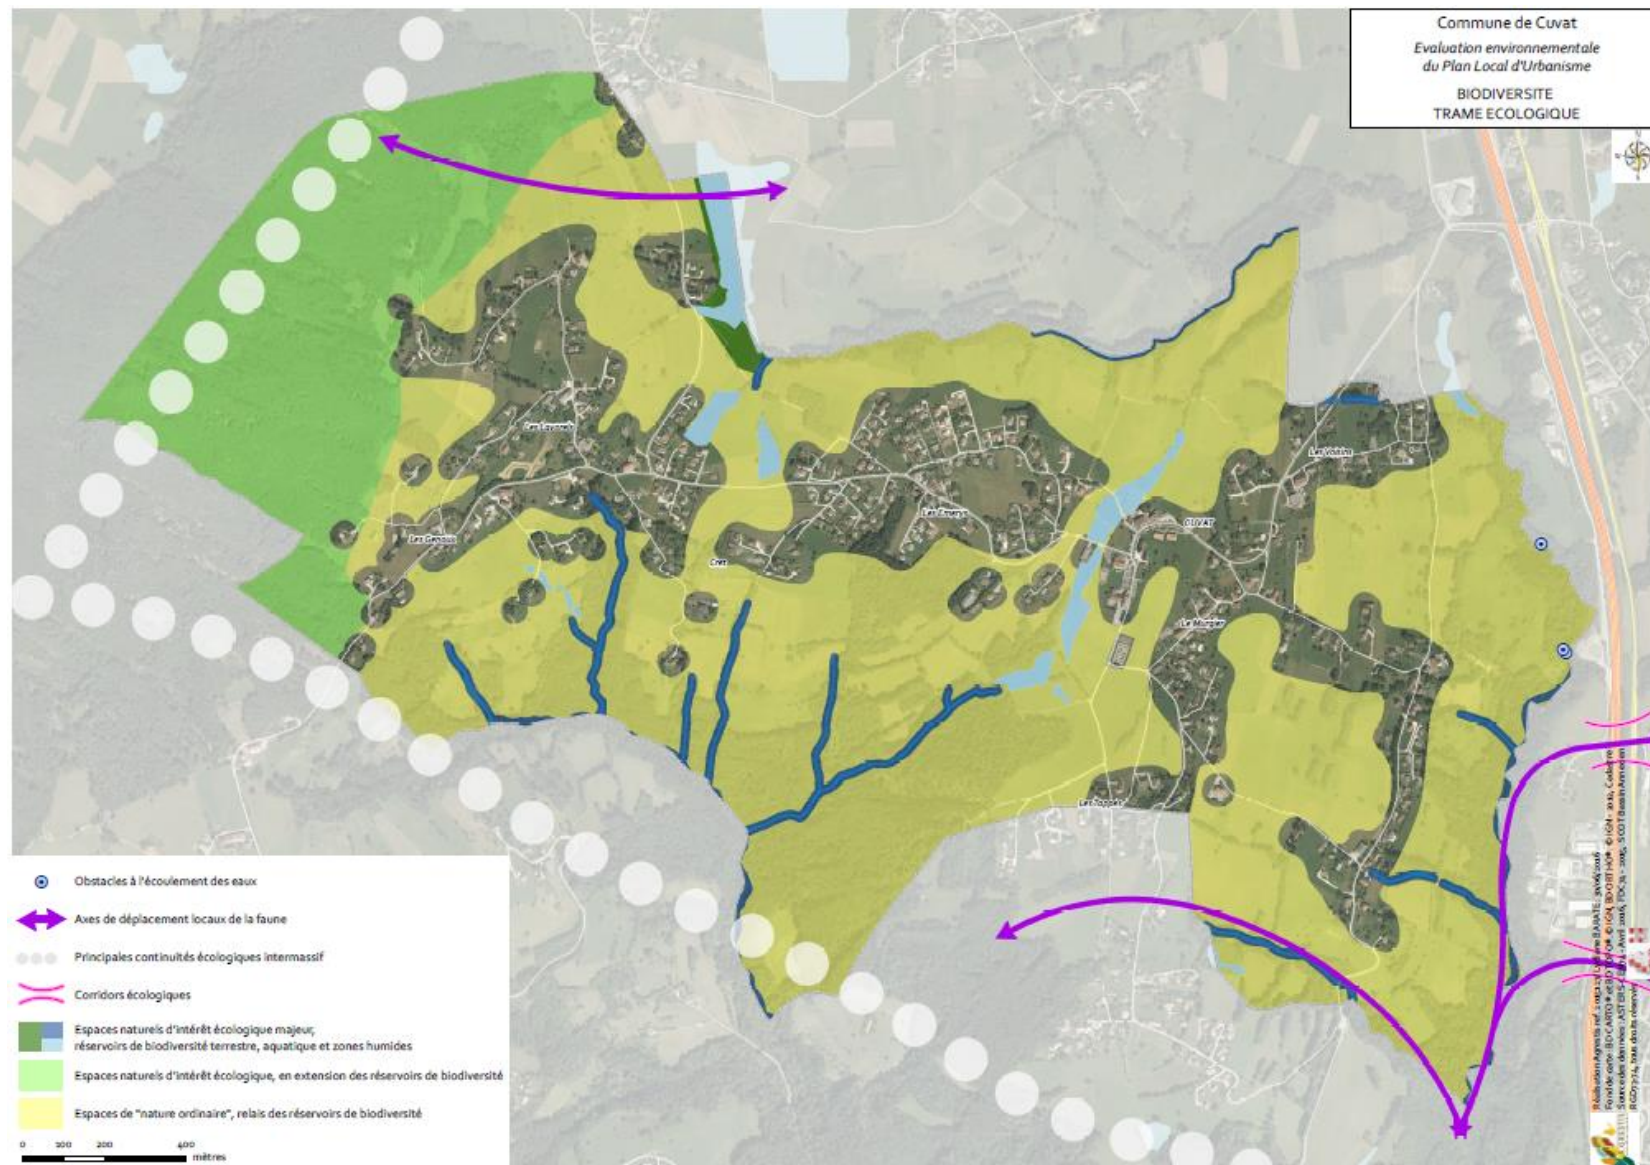 Commune de Cuvat
Evaluation environnementale
du Plan Local d'Urbanisme
BIODIVERSITE
TRAME ECOLOGIQUE
Les Voisins
CUVAT
Les Emerys
Crêt
Le Murgier
Les Tappes
Obstacles à l'écoulement des eaux
Axes de déplacement locaux de la faune
Principales continuités écologiques intermassif
Corridors écologiques
Espaces naturels d'intérêt écologique majeur,
réservoirs de biodiversité terrestre, aquatique et zones humides
Espaces naturels d'intérêt écologique, en extension des réservoirs de biodiversité
Espaces de "nature ordinaire", relais des réservoirs de biodiversité
0 100 200 400
mètres